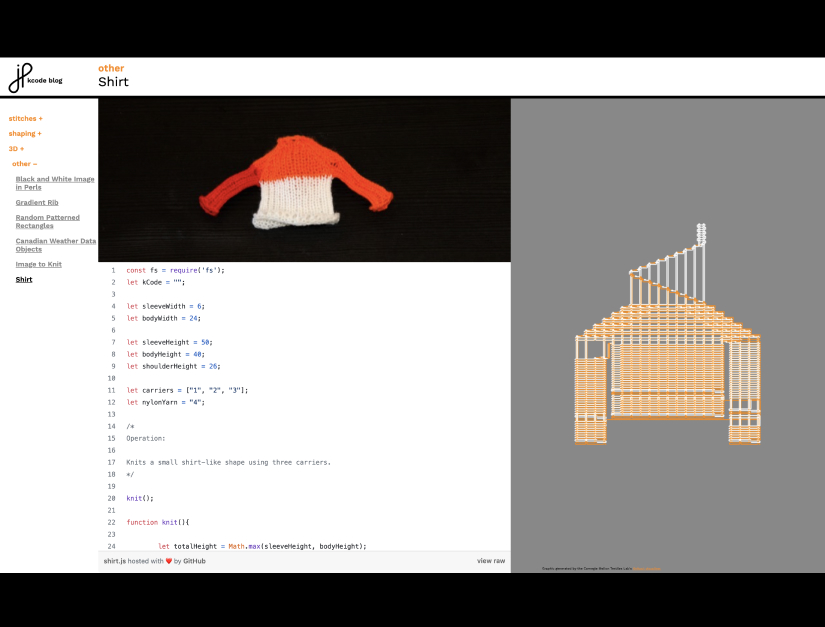 kcode blog
other
Shirt
stitches +
shaping +
3D +
other –
Black and White Image
in Perls
Gradient Rib
Random Patterned
Rectangles
Canadian Weather Data
Objects
Image to Knit
Shirt
1 const fs = require('fs');
2 let kCode = "";
3
4 let sleeveWidth = 6;
5 let bodyWidth = 24;
6
7 let sleeveHeight = 50;
8 let bodyHeight = 40;
9 let shoulderHeight = 26;
10
11 let carriers = ["1", "2", "3"];
12 let nylonYarn = "4";
13
14 /*
15 Operation:
16
17 Knits a small shirt-like shape using three carriers.
18 */
19
20 knit();
21
22 function knit(){
23
24 let totalHeight = Math.max(sleeveHeight, bodyHeight);
shirt.js hosted with ❤ by GitHub
view raw
Graphic generated by the Carnegie Mellon Textiles Lab's